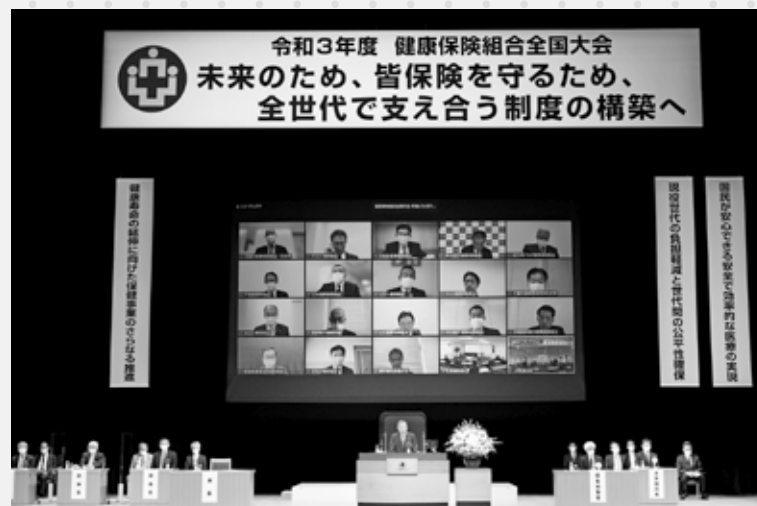 令和3年度 健康保険組合全国大会
未来のため、皆保険を守るため、
全世代で支え合う制度の構築へ
健康寿命の延伸に向けた保健事業のさらなる推進
現役世代の負担軽減と世代間の公平性確保
国民が安心できる安全で効率的な医療の実現